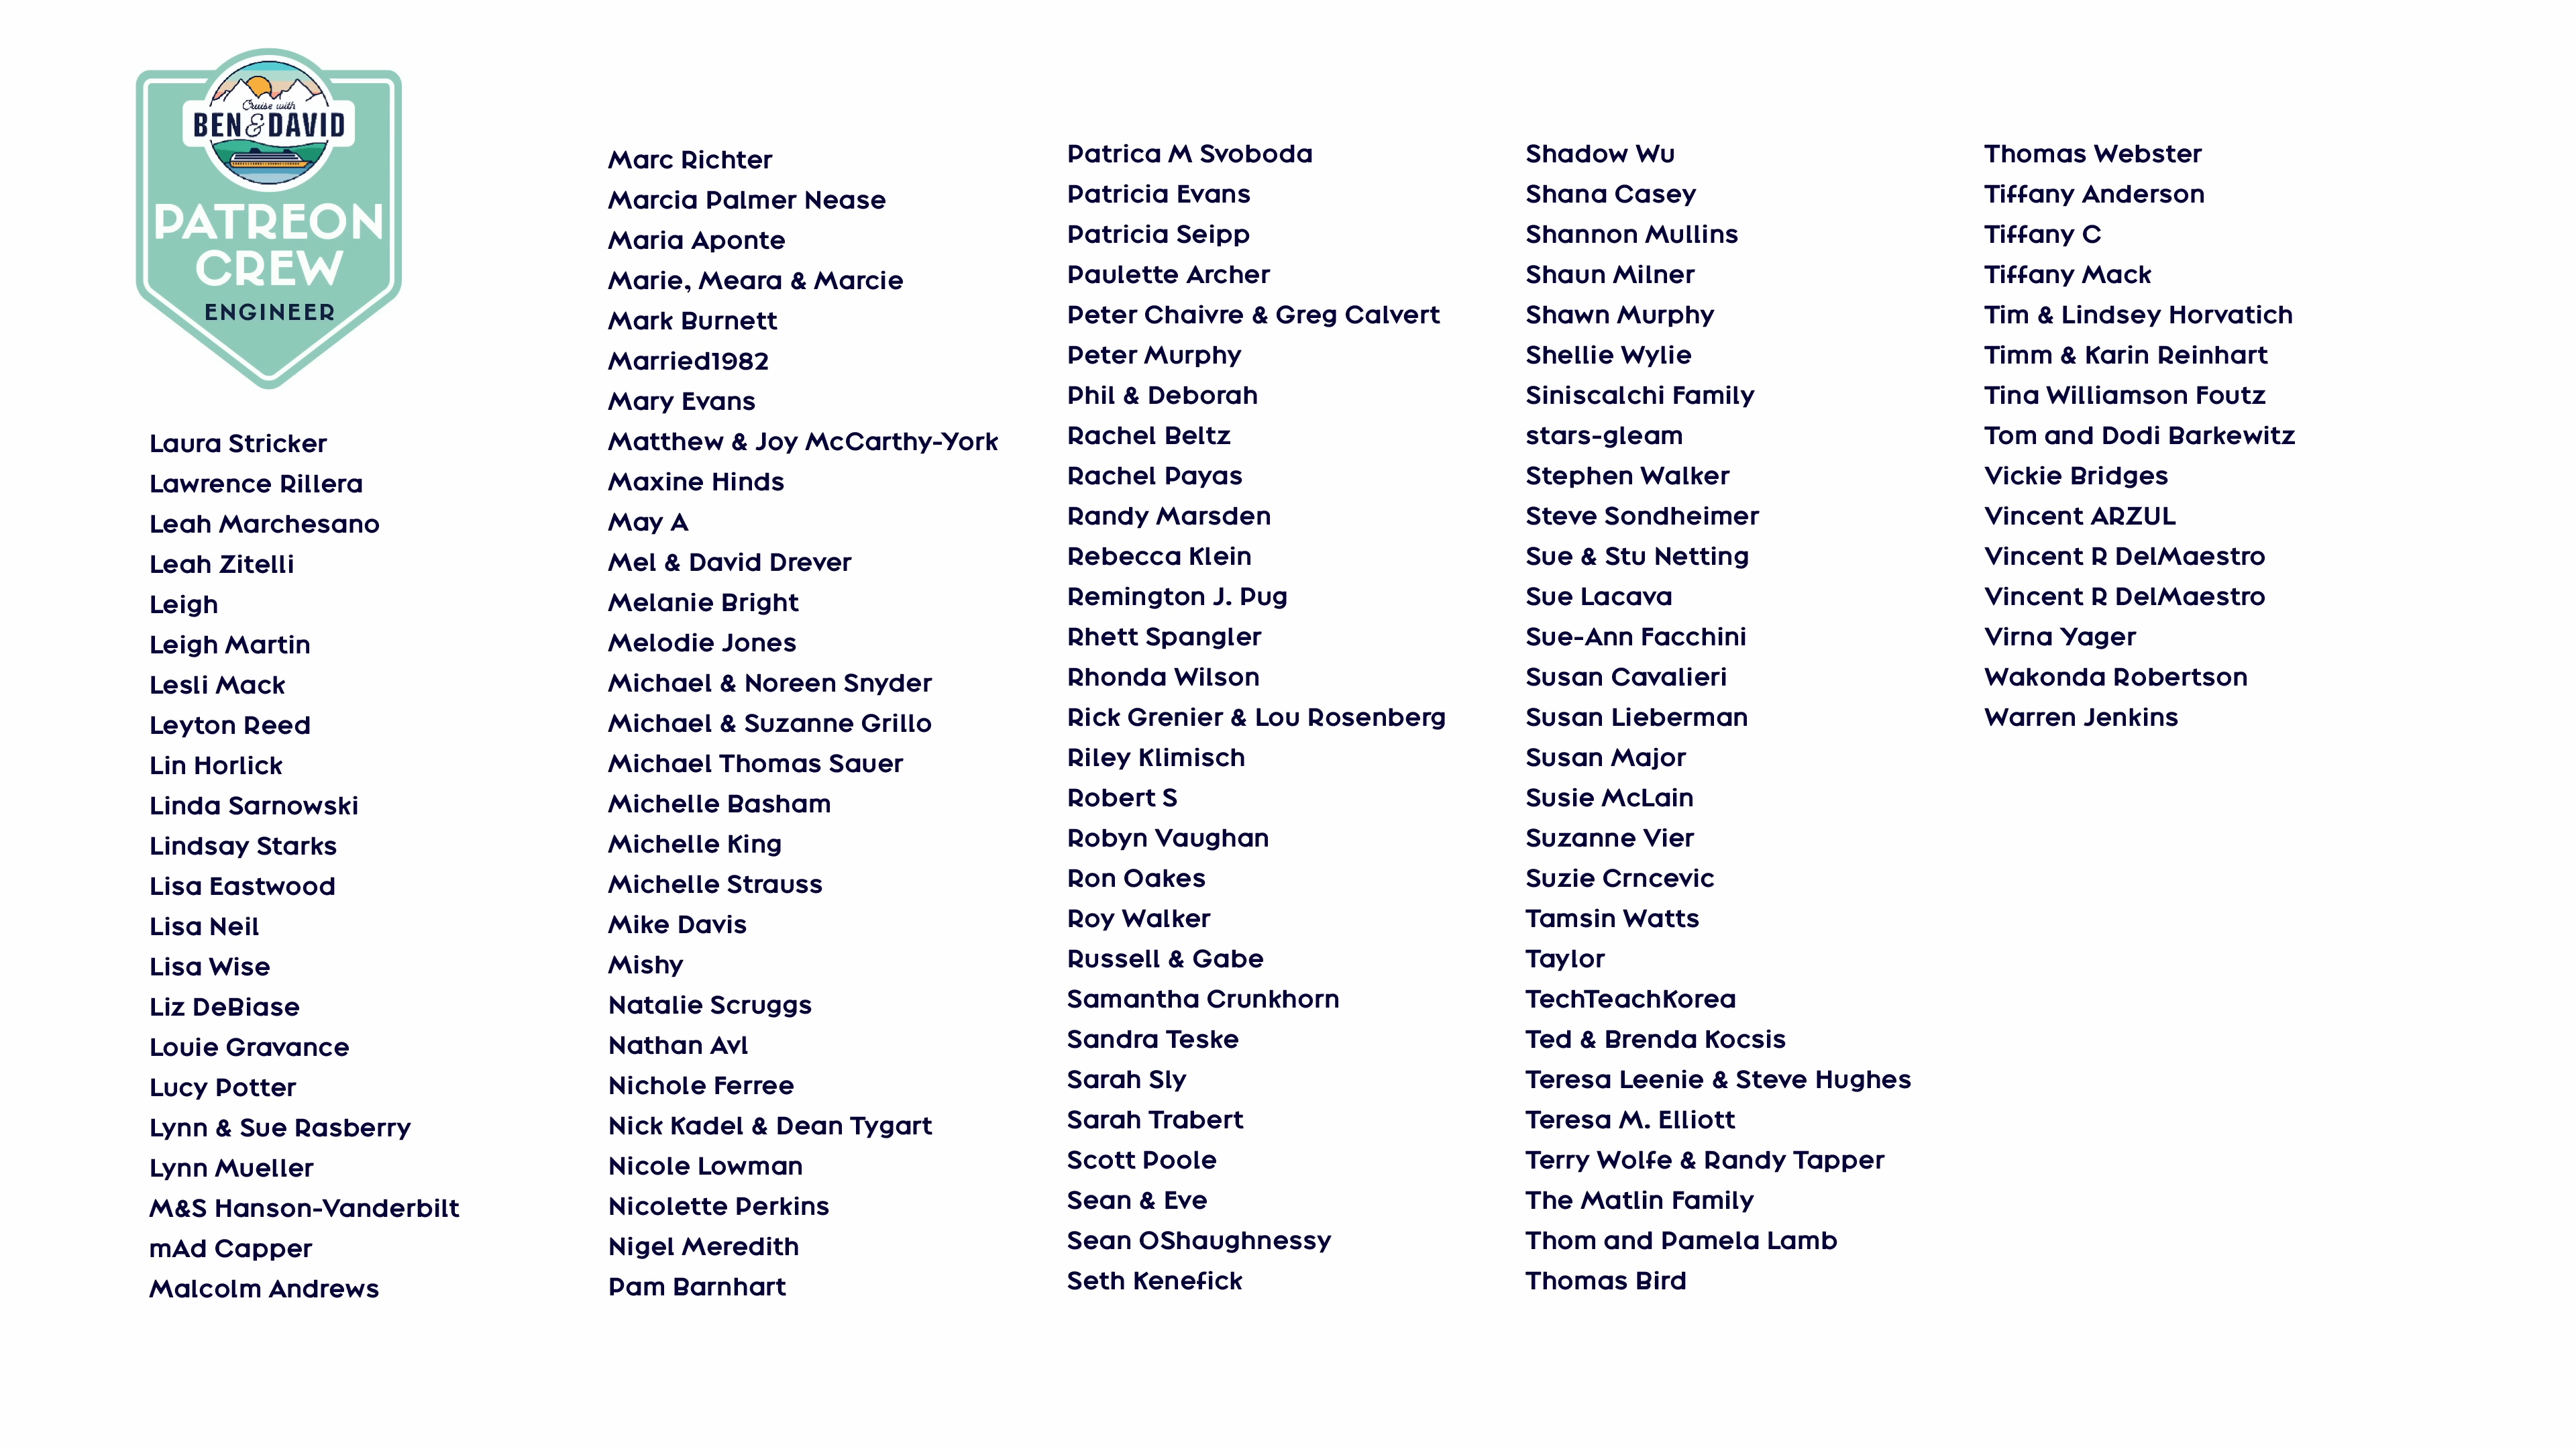 Cruise with
BEN & DAVID
PATREON
CREW
ENGINEER
Laura Stricker
Lawrence Rillera
Leah Marchesano
Leah Zitelli
Leigh
Leigh Martin
Lesli Mack
Leyton Reed
Lin Horlick
Linda Sarnowski
Lindsay Starks
Lisa Eastwood
Lisa Neil
Lisa Wise
Liz DeBiase
Louie Gravance
Lucy Potter
Lynn & Sue Rasberry
Lynn Mueller
M&S Hanson-Vanderbilt
mAd Capper
Malcolm Andrews
Marc Richter
Marcia Palmer Nease
Maria Aponte
Marie, Meara & Marcie
Mark Burnett
Married1982
Mary Evans
Matthew & Joy McCarthy-York
Maxine Hinds
May A
Mel & David Drever
Melanie Bright
Melodie Jones
Michael & Noreen Snyder
Michael & Suzanne Grillo
Michael Thomas Sauer
Michelle Basham
Michelle King
Michelle Strauss
Mike Davis
Mishy
Natalie Scruggs
Nathan Avl
Nichole Ferree
Nick Kadel & Dean Tygart
Nicole Lowman
Nicolette Perkins
Nigel Meredith
Pam Barnhart
Patrica M Svoboda
Patricia Evans
Patricia Seipp
Paulette Archer
Peter Chaivre & Greg Calvert
Peter Murphy
Phil & Deborah
Rachel Beltz
Rachel Payas
Randy Marsden
Rebecca Klein
Remington J. Pug
Rhett Spangler
Rhonda Wilson
Rick Grenier & Lou Rosenberg
Riley Klimisch
Robert S
Robyn Vaughan
Ron Oakes
Roy Walker
Russell & Gabe
Samantha Crunkhorn
Sandra Teske
Sarah Sly
Sarah Trabert
Scott Poole
Sean & Eve
Sean OShaughnessy
Seth Kenefick
Shadow Wu
Shana Casey
Shannon Mullins
Shaun Milner
Shawn Murphy
Shellie Wylie
Siniscalchi Family
stars-gleam
Stephen Walker
Steve Sondheimer
Sue & Stu Netting
Sue Lacava
Sue-Ann Facchini
Susan Cavalieri
Susan Lieberman
Susan Major
Susie McLain
Suzanne Vier
Suzie Crncevic
Tamsin Watts
Taylor
TechTeachKorea
Ted & Brenda Kocsis
Teresa Leenie & Steve Hughes
Teresa M. Elliott
Terry Wolfe & Randy Tapper
The Matlin Family
Thom and Pamela Lamb
Thomas Bird
Thomas Webster
Tiffany Anderson
Tiffany C
Tiffany Mack
Tim & Lindsey Horvatich
Timm & Karin Reinhart
Tina Williamson Foutz
Tom and Dodi Barkewitz
Vickie Bridges
Vincent ARZUL
Vincent R DelMaestro
Vincent R DelMaestro
Virna Yager
Wakonda Robertson
Warren Jenkins